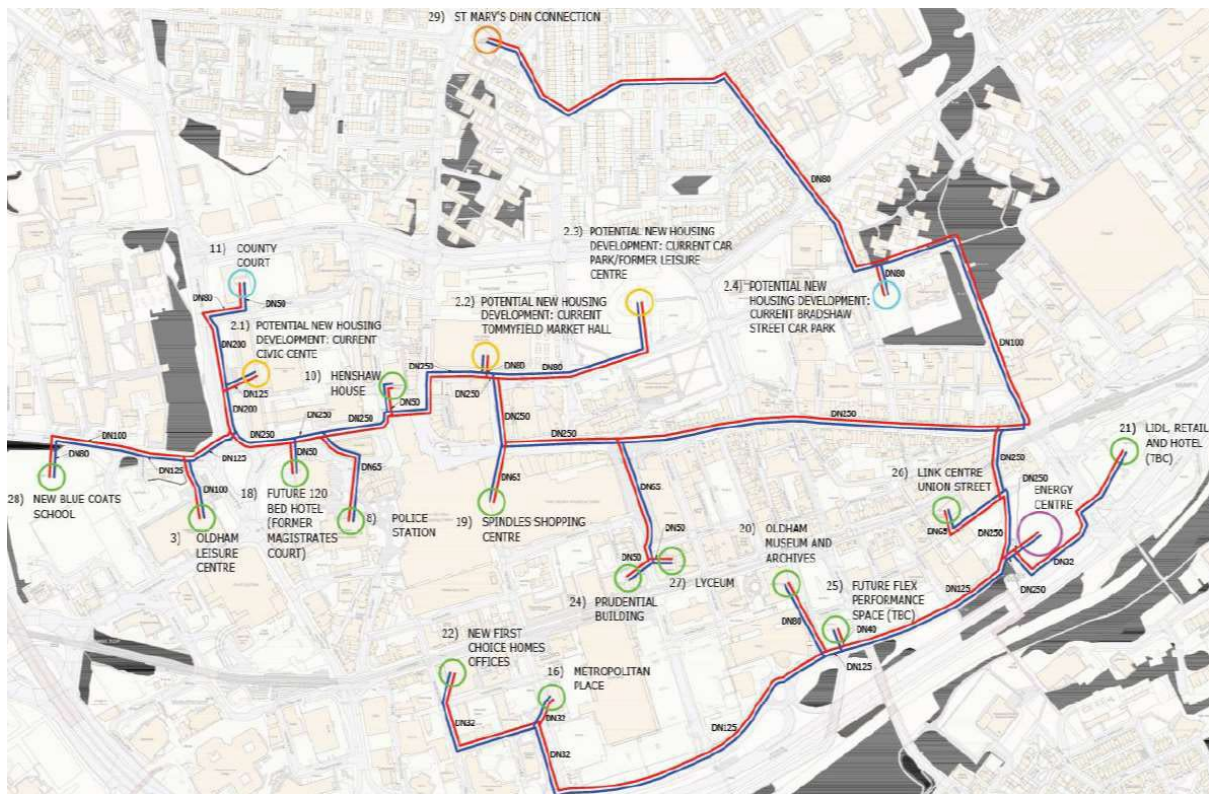 29) ST MARY'S DHN CONNECTION
DN80
2.3) POTENTIAL NEW HOUSING
DEVELOPMENT: CURRENT CAR
PARK/FORMER LEISURE
CENTRE
11) COUNTY
COURT
DN80
DN50
DN80
2.4) POTENTIAL NEW
HOUSING DEVELOPMENT:
CURRENT BRADSHAW
STREET CAR PARK
2.2) POTENTIAL NEW HOUSING
DEVELOPMENT: CURRENT
TOMMYFIELD MARKET HALL
2.1) POTENTIAL NEW HOUSING
DEVELOPMENT: CURRENT
CIVIC CENTE
DN200
DN100
DN250
DN80
DN80
10) HENSHAW
HOUSE
DN125
DN250
DN50
DN200
DN250
DN250
DN250
DN250
DN250
DN250
DN100
DN80
DN125
DN125
DN50
DN65
DN65
DN65
DN250
21) LIDL, RETAIL
AND HOTEL
(TBC)
26) LINK CENTRE
UNION STREET
DN250
ENERGY
CENTRE
DN100
28) NEW BLUE COATS
SCHOOL
3) OLDHAM
LEISURE
CENTRE
18) FUTURE 120
BED HOTEL
(FORMER
MAGISTRATES
COURT)
8) POLICE
STATION
19) SPINDLES SHOPPING
CENTRE
20) OLDHAM
MUSEUM AND
ARCHIVES
DN65
DN250
DN50
DN50
27) LYCEUM
24) PRUDENTIAL
BUILDING
DN32
DN250
DN125
25) FUTURE FLEX
PERFORMANCE
SPACE (TBC)
DN80
DN40
DN125
22) NEW FIRST
CHOICE HOMES
OFFICES
16) METROPOLITAN
PLACE
DN32
DN32
DN32
DN125